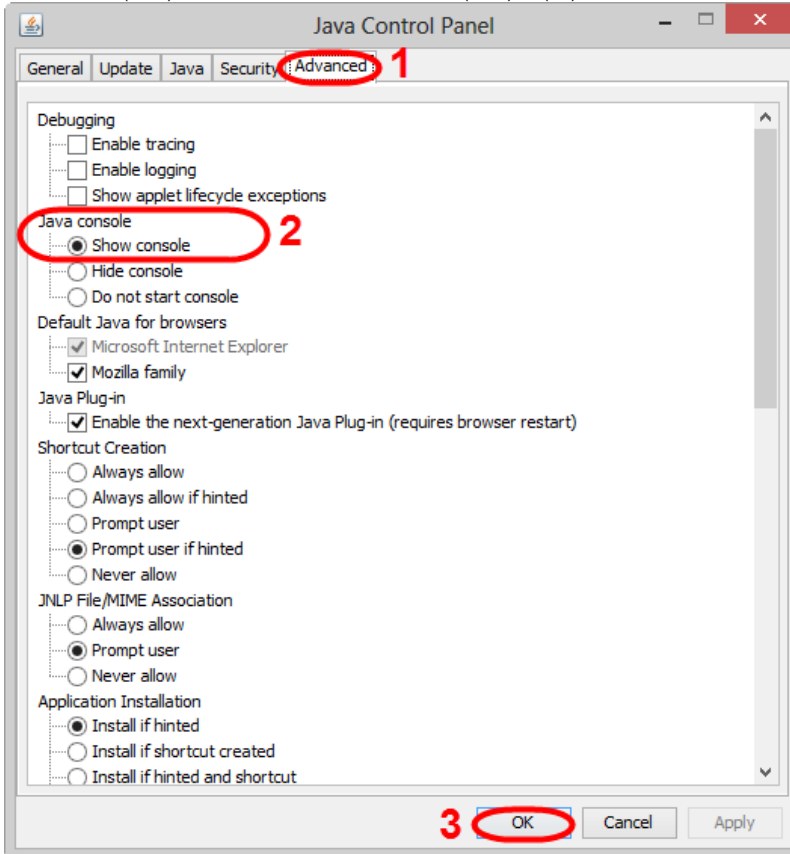 Java Control Panel
General Update Java Security Advanced 1
Debugging
Enable tracing
Enable logging
Show applet lifecycle exceptions
Java console
Show console 2
Hide console
Do not start console
Default Java for browsers
Microsoft Internet Explorer
Mozilla family
Java Plug-in
Enable the next-generation Java Plug-in (requires browser restart)
Shortcut Creation
Always allow
Always allow if hinted
Prompt user
Prompt user if hinted
Never allow
JNLP File/MIME Association
Always allow
Prompt user
Never allow
Application Installation
Install if hinted
Install if shortcut created
Install if hinted and shortcut
3 OK Cancel Apply